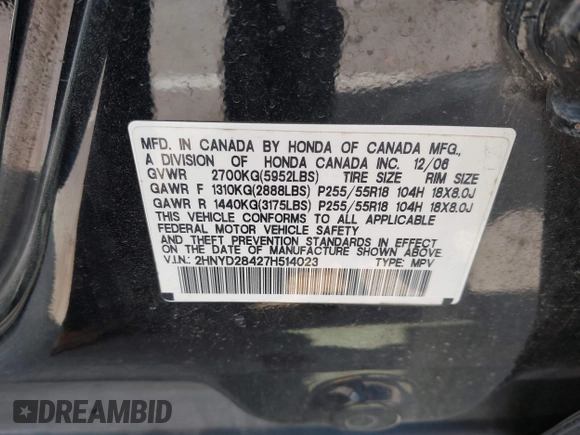 MFD. IN CANADA BY HONDA OF CANADA MFG.,
A DIVISION OF HONDA CANADA INC. 12/06
GVWR 2700KG(5952LBS) TIRE SIZE RIM SIZE
GAWR F 1310KG(2888LBS) P255/55R18 104H 18X8.0J
GAWR R 1440KG(3175LBS) P255/55R18 104H 18X8.0J
THIS VEHICLE CONFORMS TO ALL APPLICABLE
FEDERAL MOTOR VEHICLE SAFETY
AND THEFT PREVENTION STANDARDS IN EFFECT
ON THE DATE OF MANUFACTURE SHOWN ABOVE.
V.I.N.: 2HNYD28427H514023 TYPE: MPV
DREAMBID